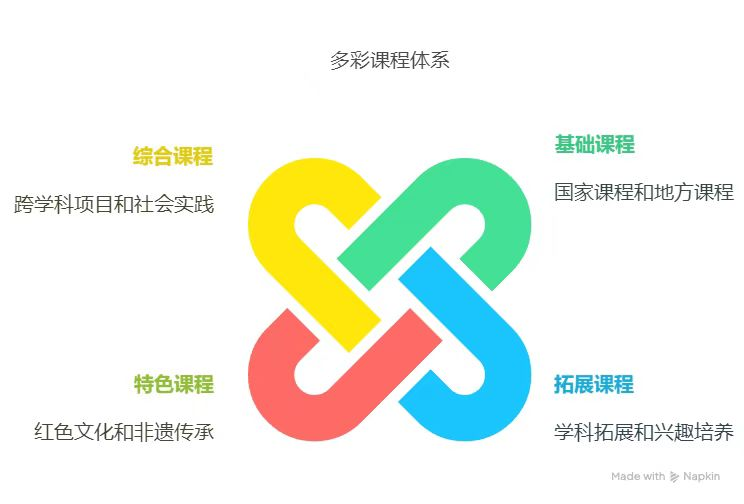 多彩课程体系
综合课程
跨学科项目和社会实践
基础课程
国家课程和地方课程
特色课程
红色文化和非遗传承
拓展课程
学科拓展和兴趣培养
Made with Napkin